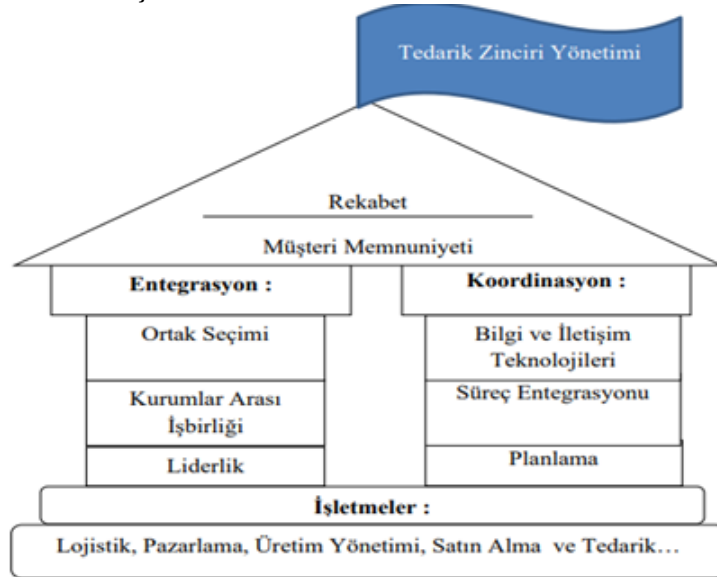 Tedarik Zinciri Yönetimi
Rekabet
Müşteri Memnuniyeti
Entegrasyon :
Ortak Seçimi
Kurumlar Arası
İşbirliği
Liderlik
Koordinasyon :
Bilgi ve İletişim
Teknolojileri
Süreç Entegrasyonu
Planlama
İşletmeler :
Lojistik, Pazarlama, Üretim Yönetimi, Satın Alma ve Tedarik…